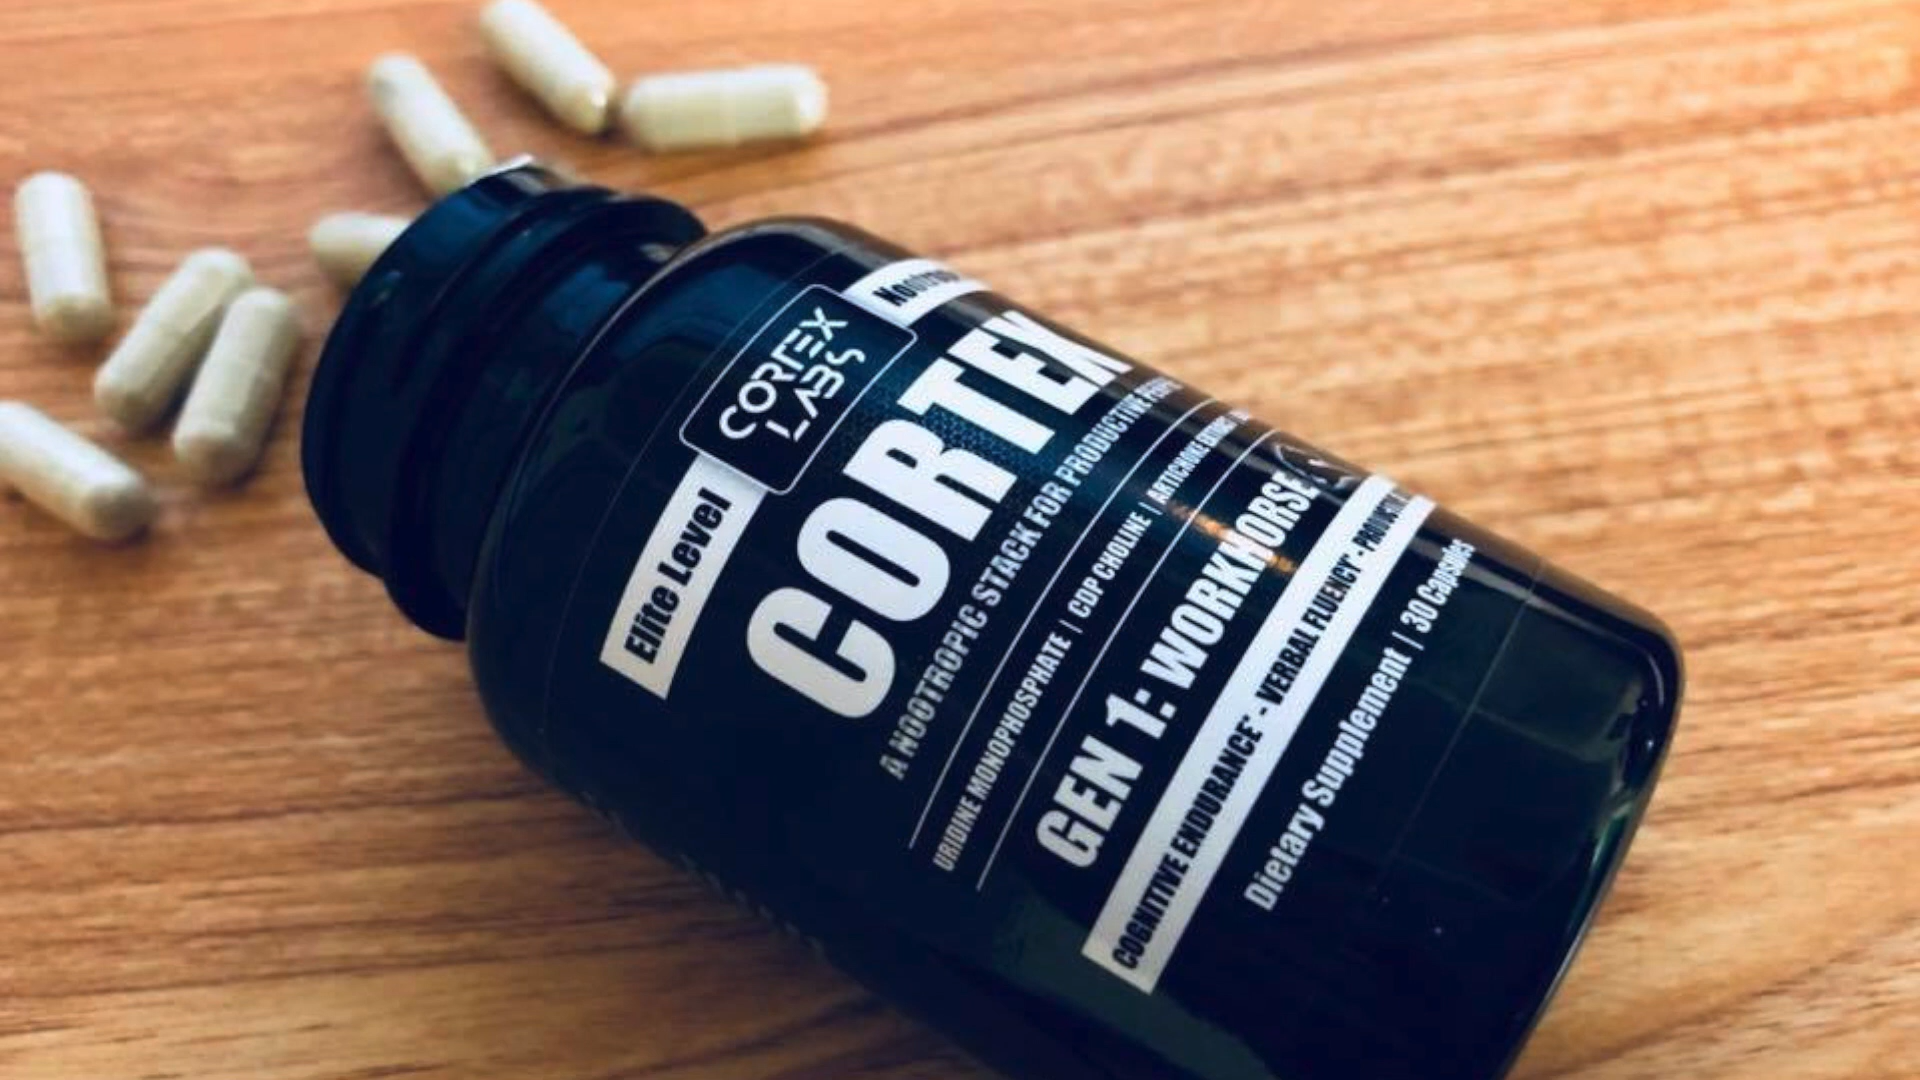 CORTEX
LABS
Elite Level
CORTEX
A NOOTROPIC STACK FOR PRODUCTIVE
URIDINE MONOPHOSPHATE | CDP CHOLINE | ARTICHOKE EXTRACT
GEN 1: WORKHORSE
COGNITIVE ENDURANCE* - VERBAL FLUENCY* -
Dietary Supplement | 30 Capsules